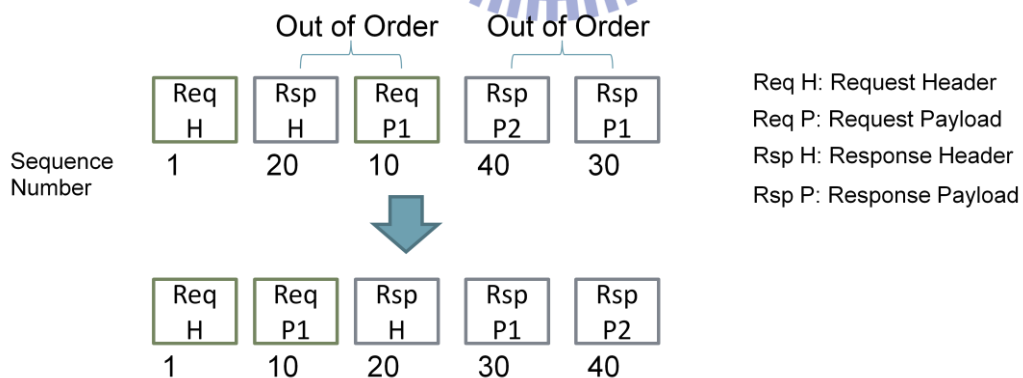 Out of Order Out of Order
Req H Rsp H Req P1 Rsp P2 Rsp P1
Sequence Number 1 20 10 40 30
Req H: Request Header
Req P: Request Payload
Rsp H: Response Header
Rsp P: Response Payload
Req H Req P1 Rsp H Rsp P1 Rsp P2
1 10 20 30 40